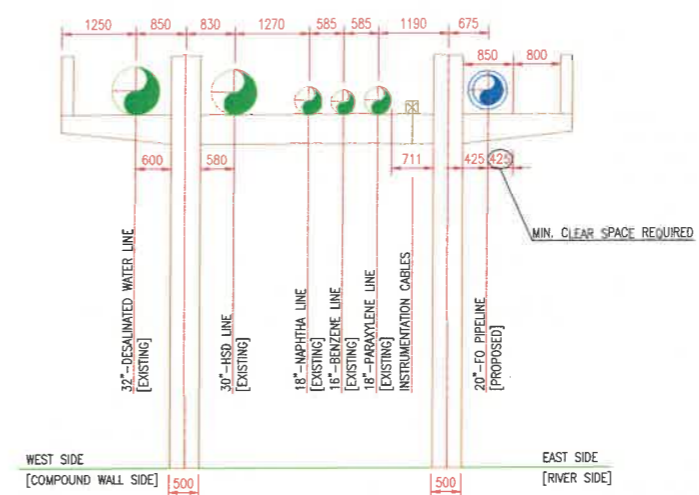 1250 850 830 1270 585 585 1190 675
850 800
600 580 711 425 425
MIN. CLEAR SPACE REQUIRED
32"-DESALINATED WATER LINE
[EXISTING]
30"-HSD LINE
[EXISTING]
18"-NAPHTHA LINE
[EXISTING]
16"-BENZENE LINE
[EXISTING]
18"-PARAXYLENE LINE
[EXISTING]
INSTRUMENTATION CABLES
20"-FO PIPELINE
[PROPOSED]
WEST SIDE
[COMPOUND WALL SIDE]
EAST SIDE
[RIVER SIDE]
500 500